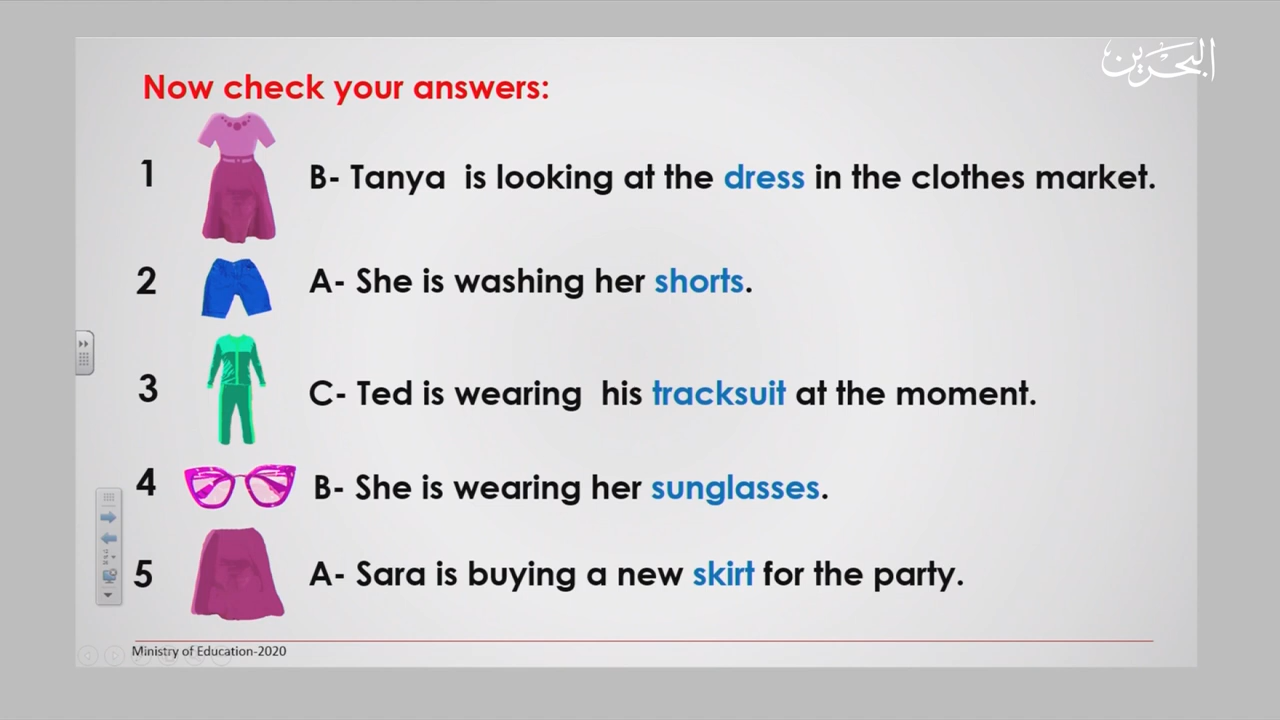 البحرين
Now check your answers:
1 B- Tanya is looking at the dress in the clothes market.
2 A- She is washing her shorts.
3 C- Ted is wearing his tracksuit at the moment.
4 B- She is wearing her sunglasses.
5 A- Sara is buying a new skirt for the party.
Ministry of Education-2020